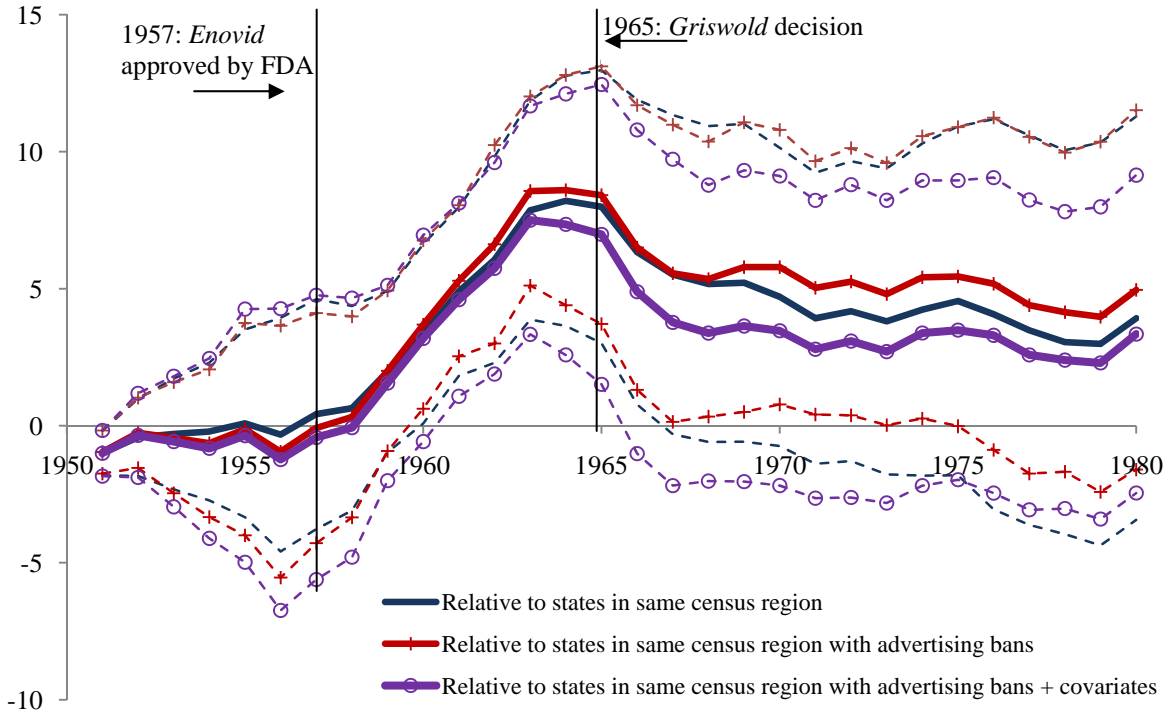 15
1957: Enovid
approved by FDA
1965: Griswold decision
10
5
0
1950 1955 1960 1965 1970 1975 1980
-5
Relative to states in same census region
Relative to states in same census region with advertising bans
Relative to states in same census region with advertising bans + covariates
-10